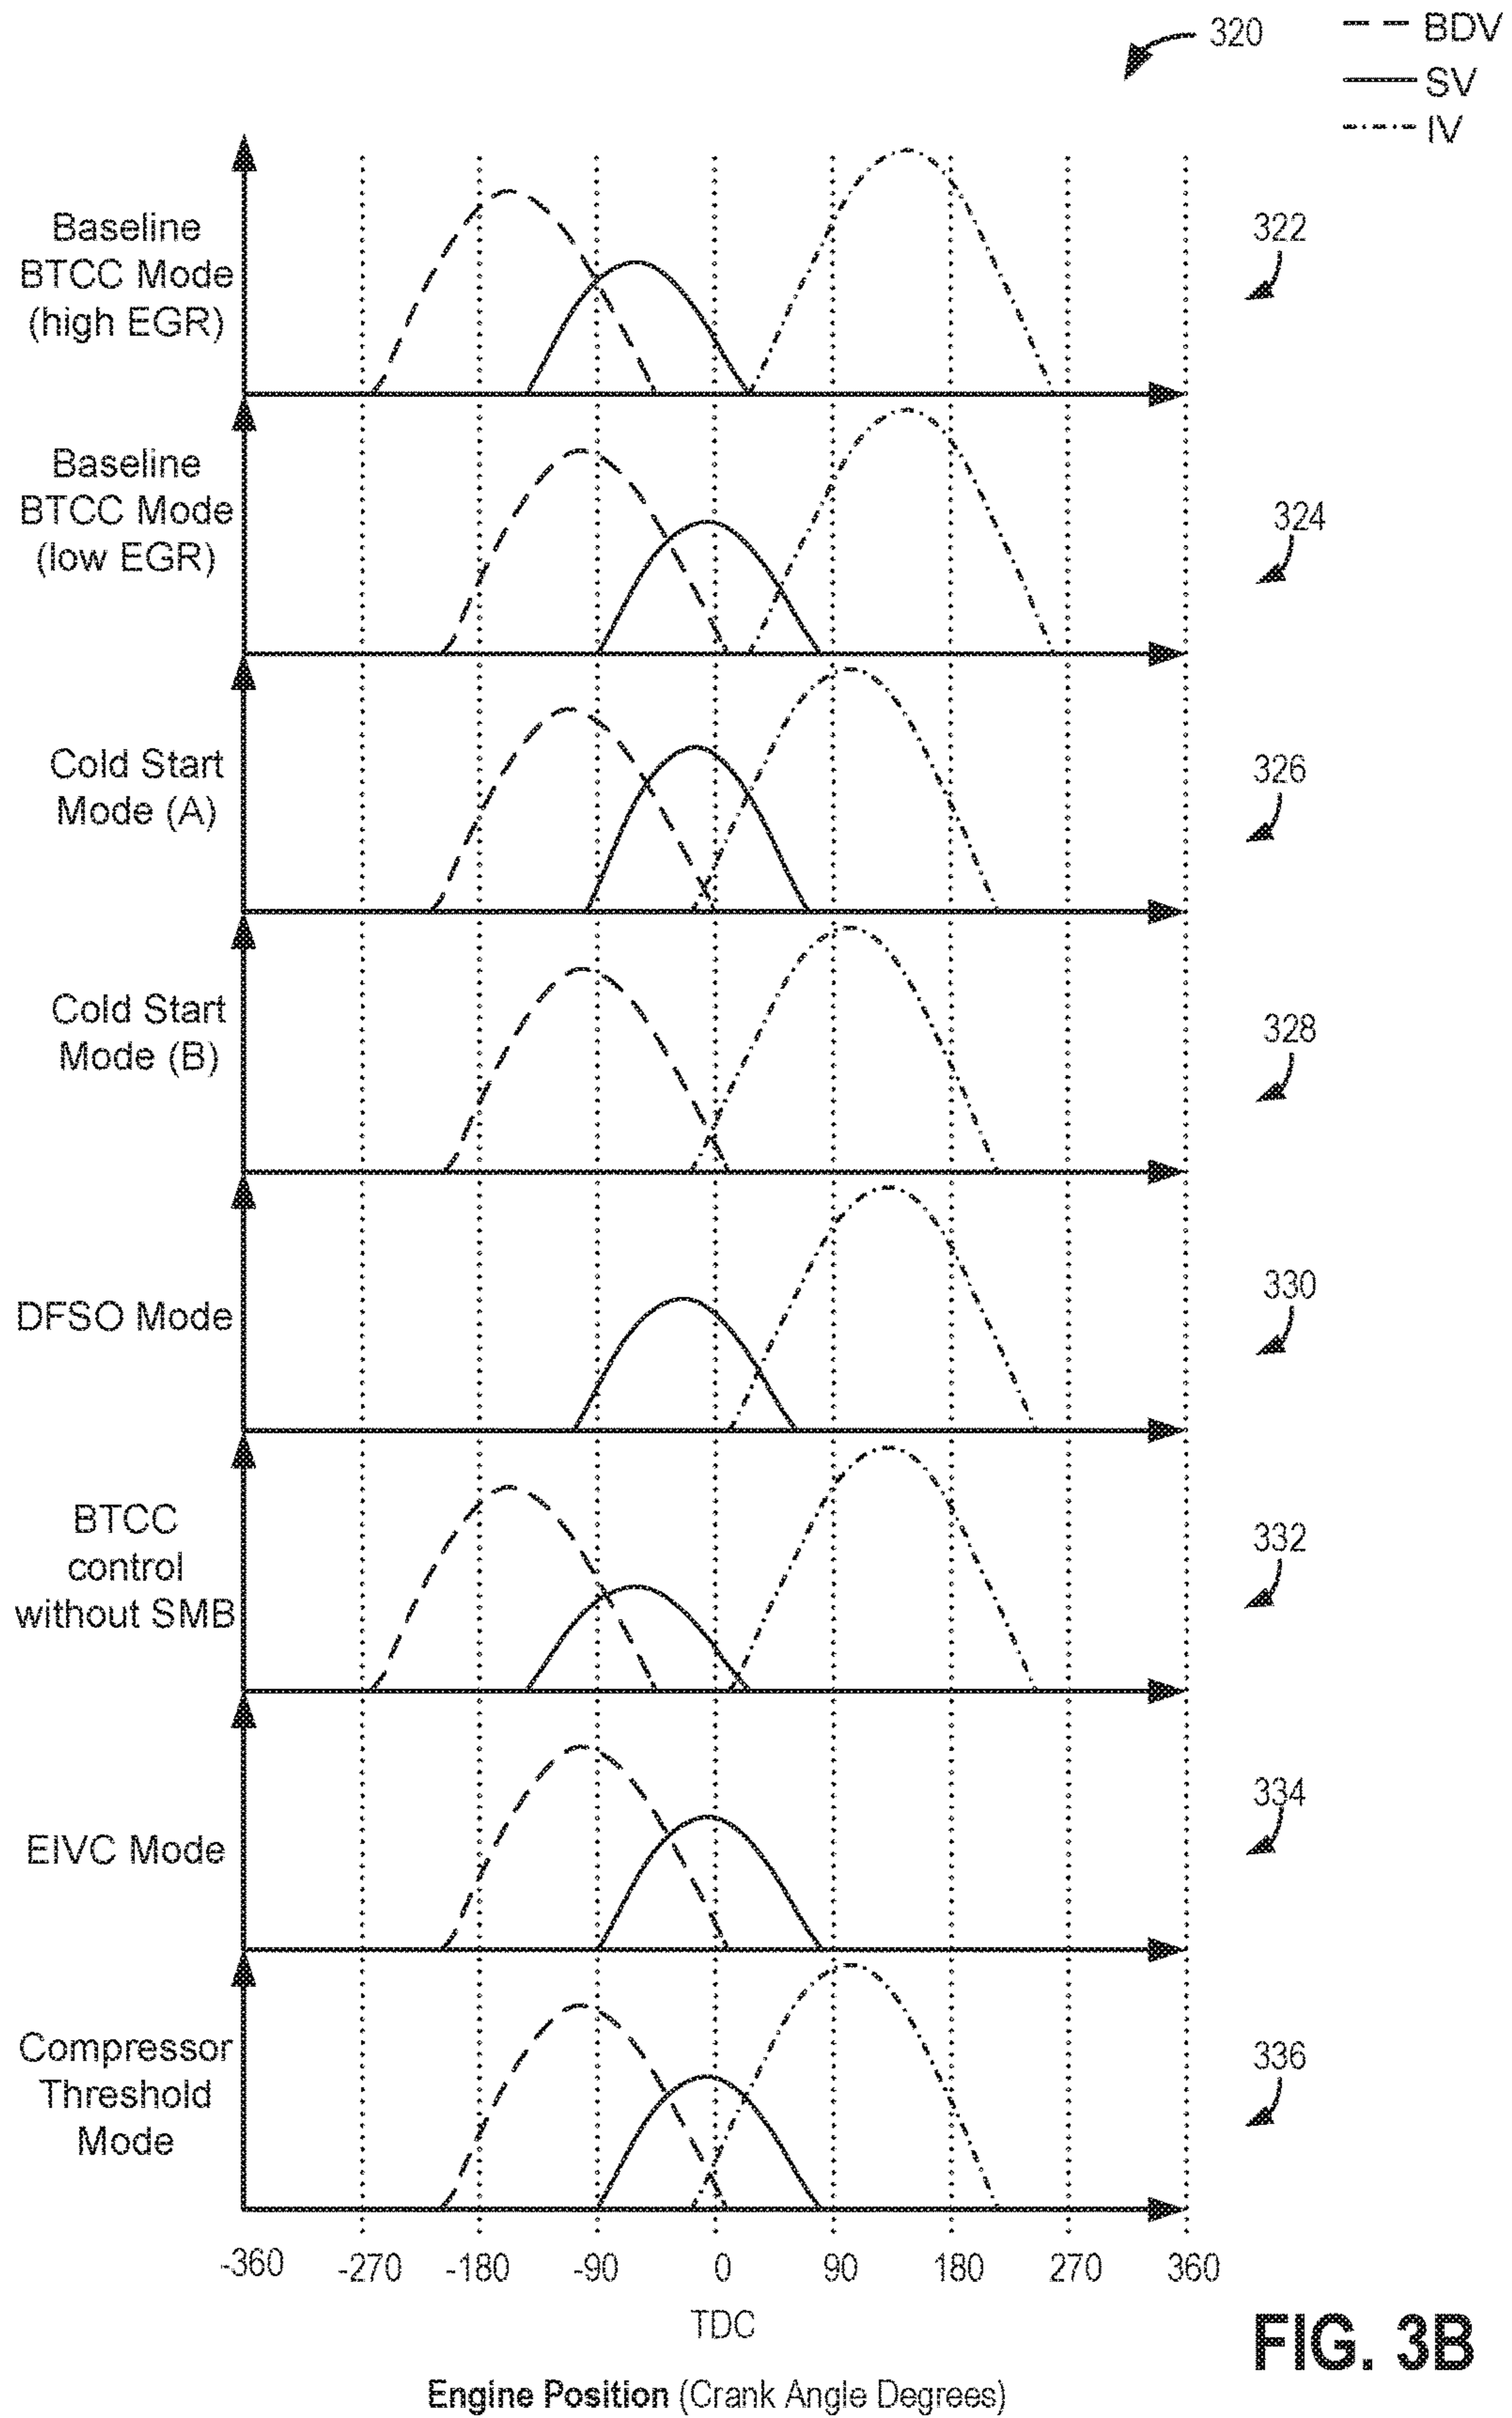 320
BDV
SV
IV
Baseline
BTCC Mode
(high EGR)
322
Baseline
BTCC Mode
(low EGR)
324
Cold Start
Mode (A)
326
Cold Start
Mode (B)
328
DFSO Mode
330
BTCC
control
without SMB
332
EIVC Mode
334
Compressor
Threshold
Mode
336
-360 -270 -180 -90 0 90 180 270 360
TDC
Engine Position (Crank Angle Degrees)
FIG. 3B